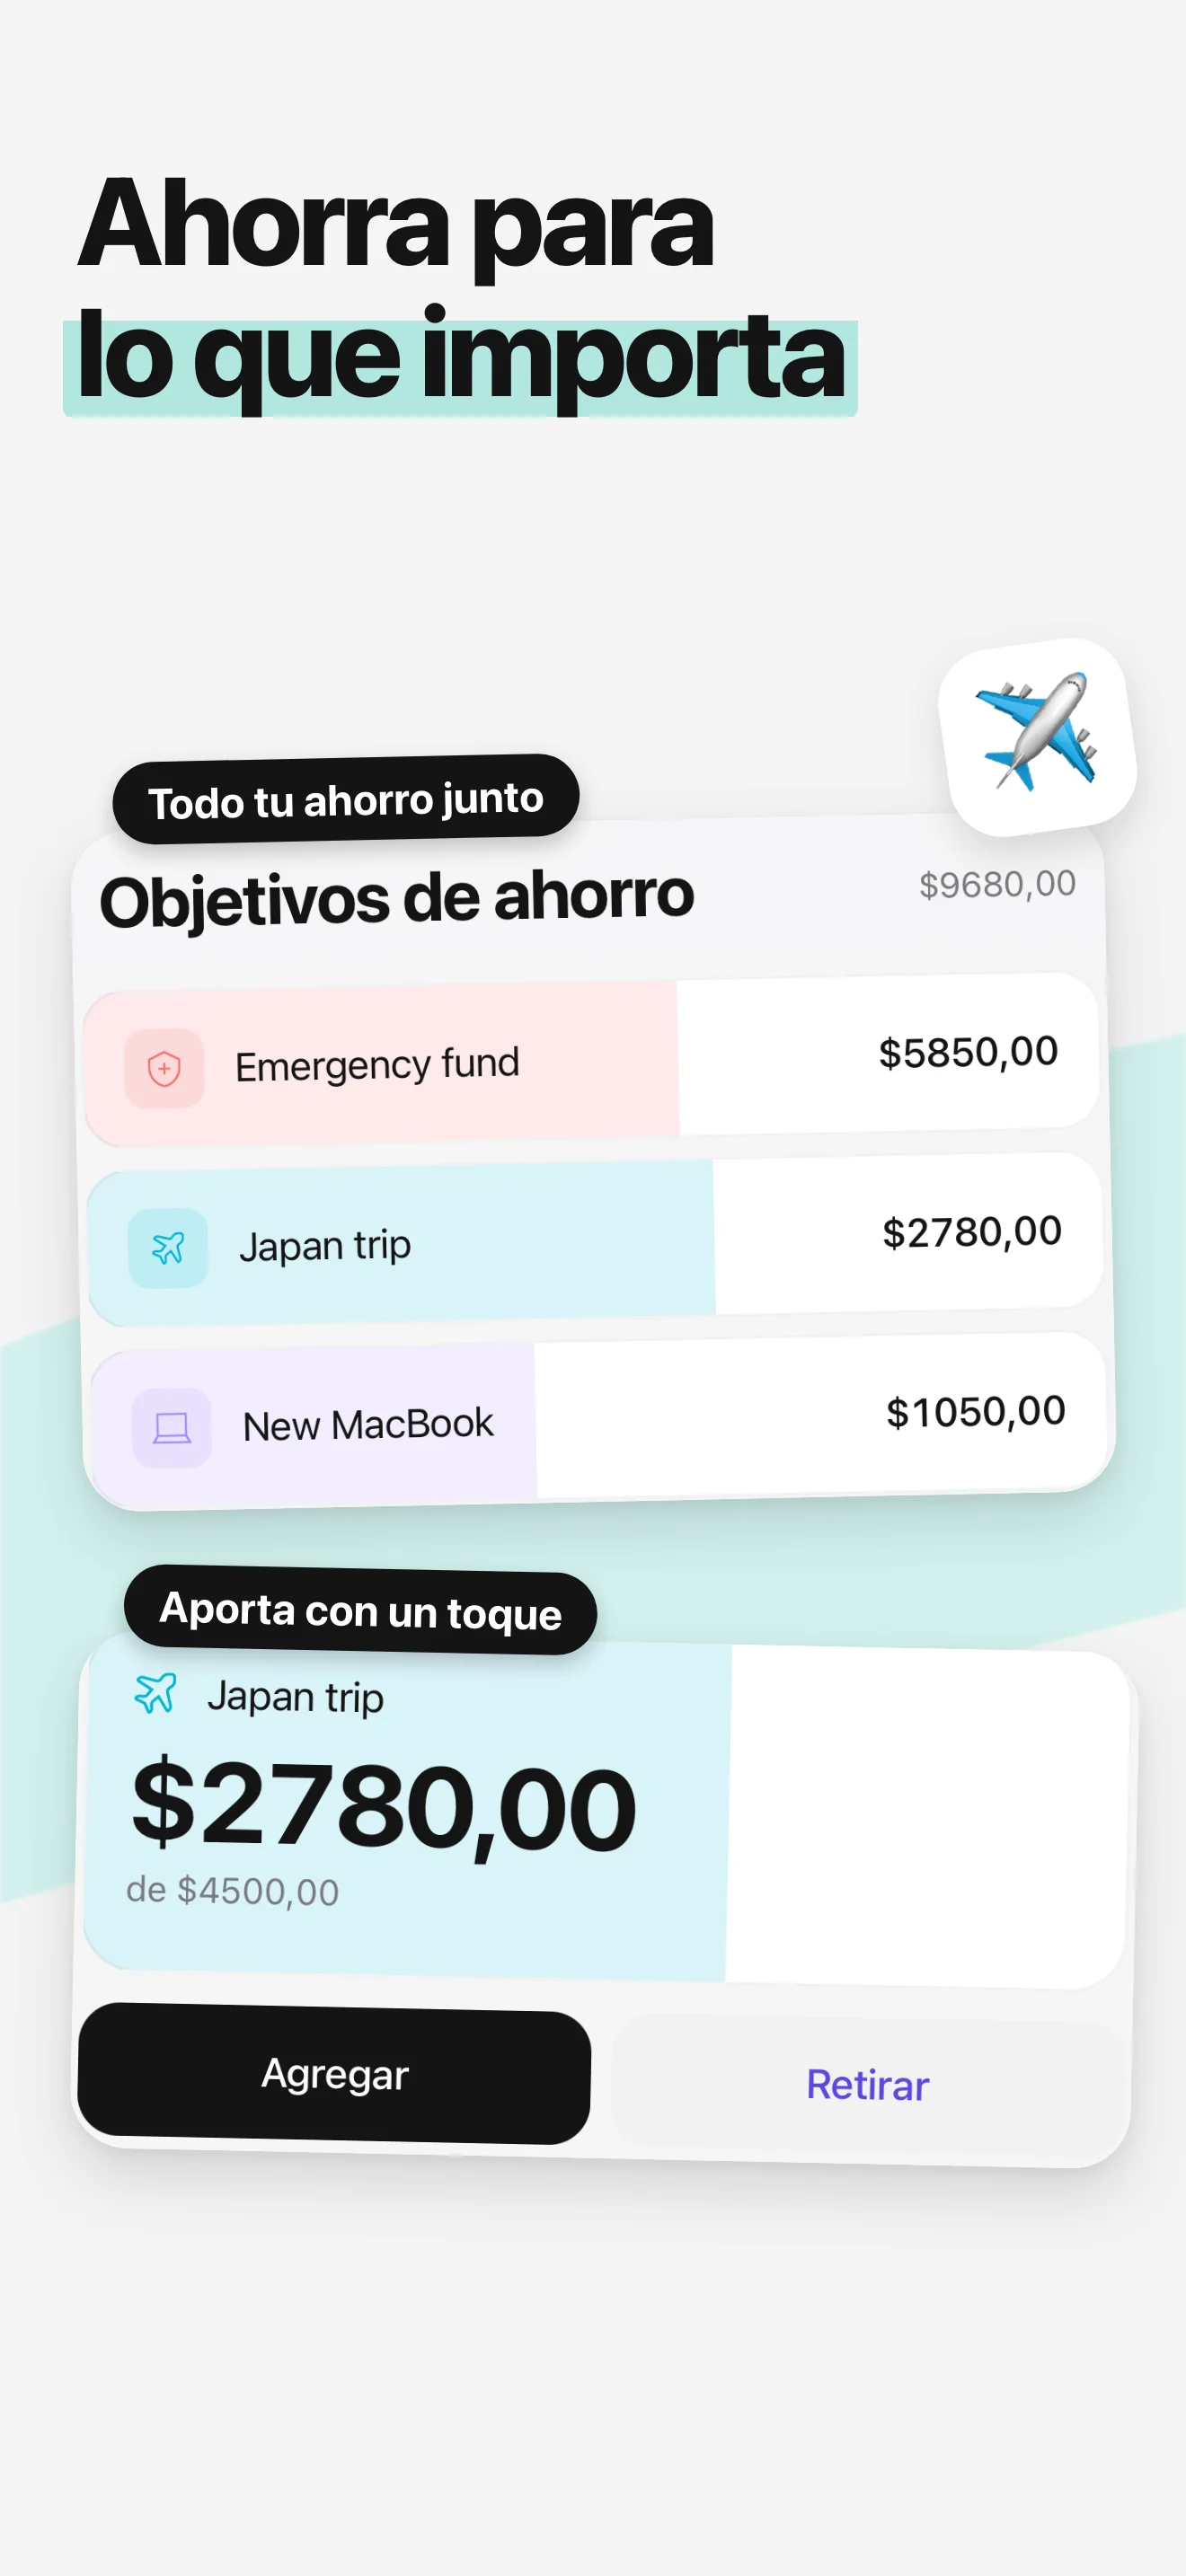 Ahorra para
lo que importa
Todo tu ahorro junto
Objetivos de ahorro
$9680,00
Emergency fund
$5850,00
Japan trip
$2780,00
New MacBook
$1050,00
Aporta con un toque
Japan trip
$2780,00
de $4500,00
Agregar
Retirar